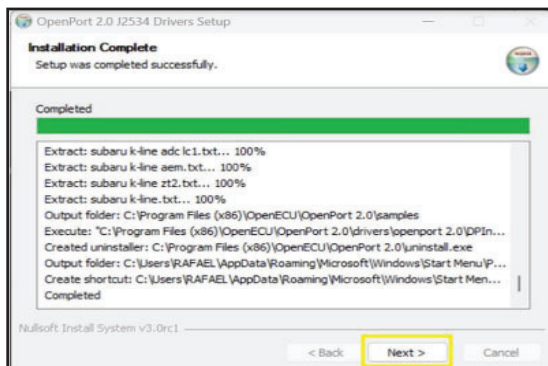 OpenPort 2.0 J2534 Drivers Setup
Installation Complete
Setup was completed successfully.
Completed
Extract: subaru k-line adc lc1.txt... 100%
Extract: subaru k-line aem.txt... 100%
Extract: subaru k-line zt2.txt... 100%
Extract: subaru k-line.txt... 100%
Output folder: C:\Program Files (x86)\OpenECU\OpenPort 2.0\samples
Execute: "C:\Program Files (x86)\OpenECU\OpenPort 2.0\drivers\openport 2.0\DPIn...
Created uninstaller: C:\Program Files (x86)\OpenECU\OpenPort 2.0\uninstall.exe
Output folder: C:\Users\RAFAEL\AppData\Roaming\Microsoft\Windows\Start Menu\P...
Create shortcut: C:\Users\RAFAEL\AppData\Roaming\Microsoft\Windows\Start Men...
Completed
Nullsoft Install System v3.0rc1
< Back Next > Cancel